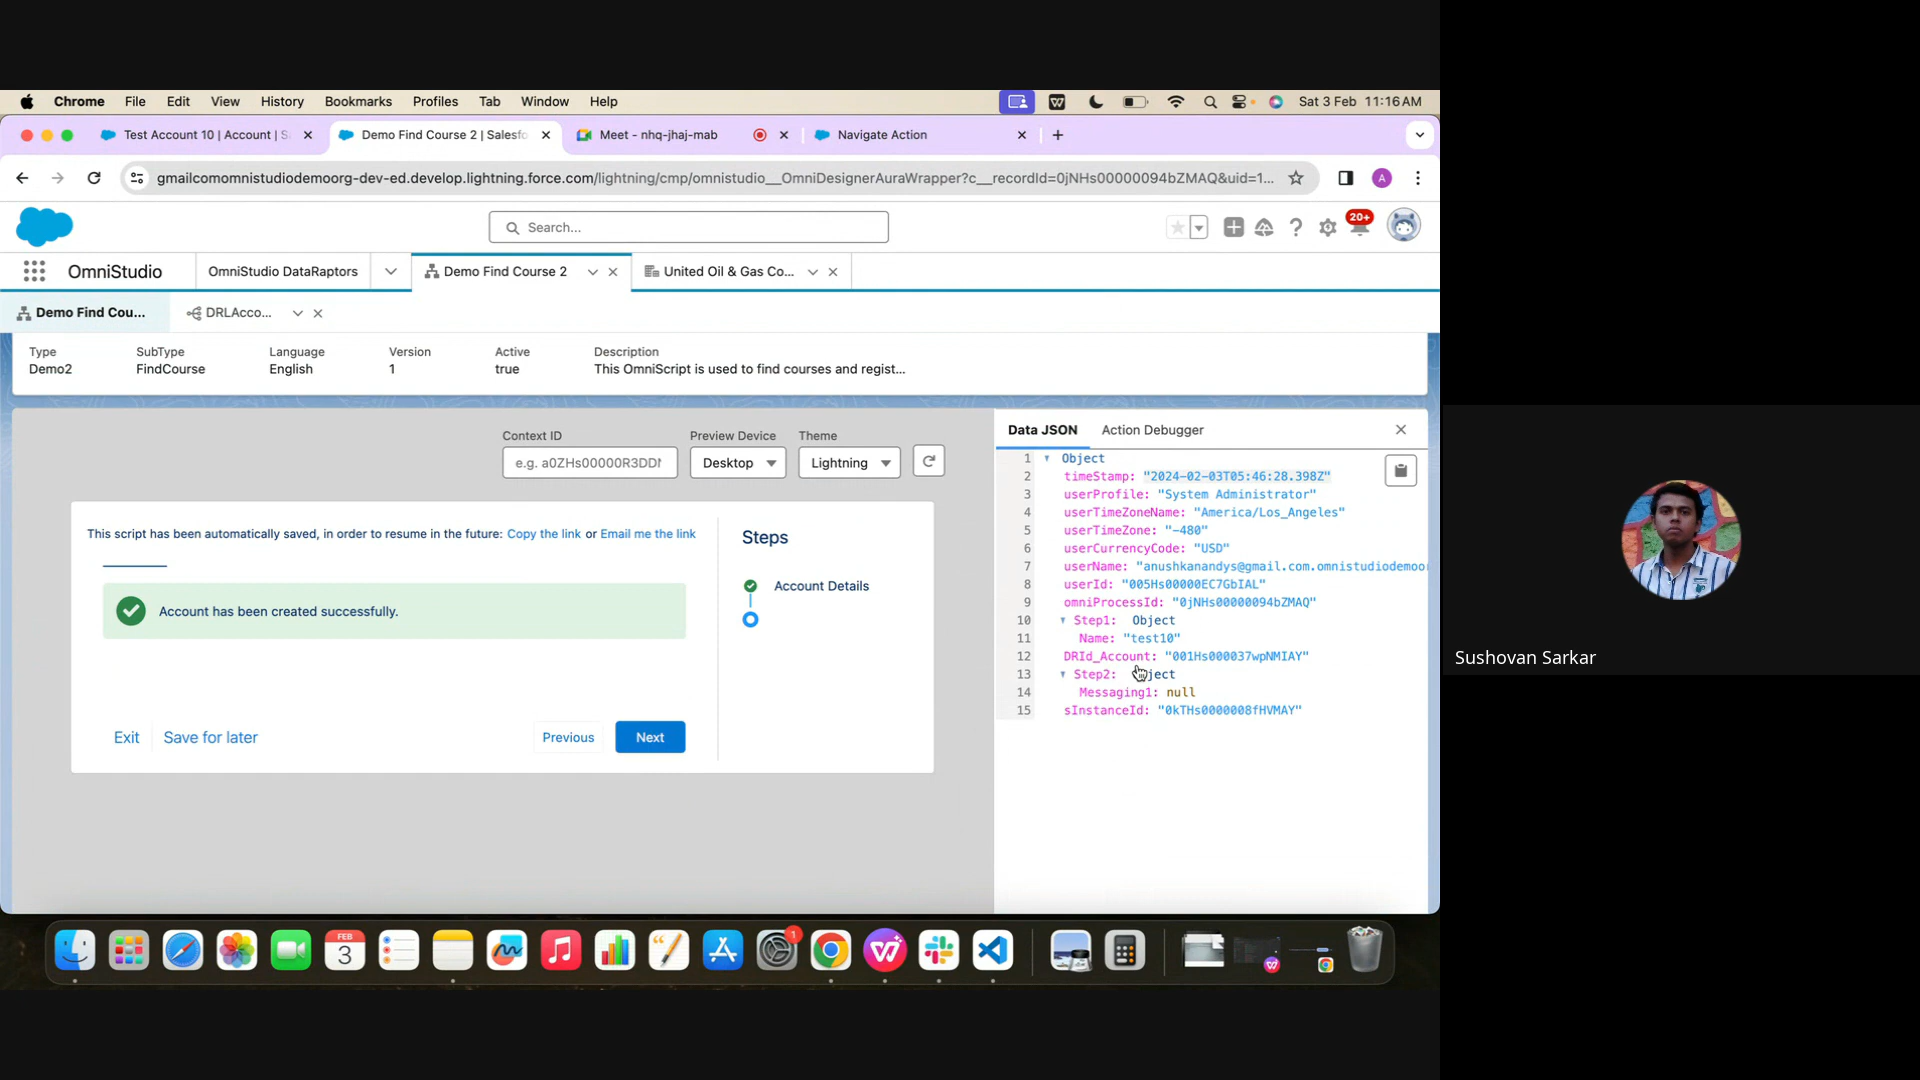 Chrome File Edit View History Bookmarks Profiles Tab Window Help Sat 3 Feb 11:16 AM
Test Account 10 | Account | S
Demo Find Course 2 | Salesfo
Meet - nhq-jhaj-mab
Navigate Action
gmailcomomnistudiodemoorg-dev-ed.develop.lightning.force.com/lightning/cmp/omnistudio__OmniDesignerAuraWrapper?c__recordId=0jNHs00000094bZMAQ&uid=1...
A
Search...
20+
OmniStudio
OmniStudio DataRaptors
Demo Find Course 2
United Oil & Gas Co...
Demo Find Cou...
DRLAcco...
Type SubType Language Version Active Description
Demo2 FindCourse English 1 true This OmniScript is used to find courses and regist...
Context ID Preview Device Theme
e.g. a0ZHs00000R3DD Desktop Lightning
This script has been automatically saved, in order to resume in the future: Copy the link or Email me the link
Account has been created successfully.
Exit Save for later Previous Next
Steps
Account Details
Data JSON Action Debugger
1 Object
2 timeStamp: "2024-02-03T05:46:28.398Z"
3 userProfile: "System Administrator"
4 userTimeZoneName: "America/Los_Angeles"
5 userTimeZone: "-480"
6 userCurrencyCode: "USD"
7 userName: "anushkanandys@gmail.com.omnistudiodemoor
8 userId: "005Hs00000EC7GbIAL"
9 omniProcessId: "0jNHs00000094bZMAQ"
10 Step1: Object
11 Name: "test10"
12 DRId_Account: "001Hs000037wpNMIAY"
13 Step2: Object
14 Messaging1: null
15 sInstanceId: "0kTHs0000008fHVMAY"
Sushovan Sarkar
FEB
3
1